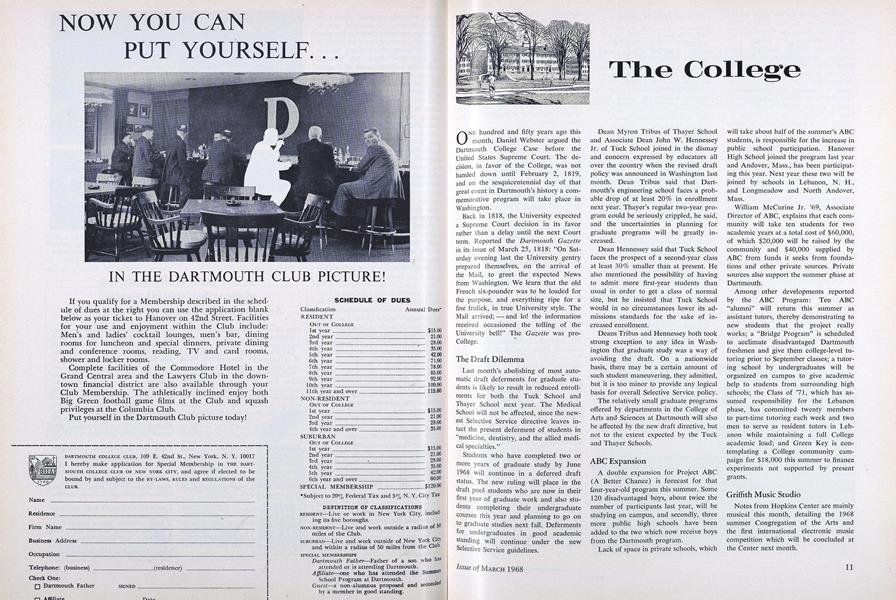 NOW YOU CAN
PUT YOURSELF...
D
IN THE DARTMOUTH CLUB PICTURE!
If you qualify for a Membership described in the sched-
ule of dues at the right you can use the application blank
below as your ticket to Hanover on 42nd Street. Facilities
for your use and enjoyment within the Club include:
Men's and ladies' cocktail lounges, men's bar, dining
rooms for luncheon and special dinners, private dining
and conference rooms, reading, TV and card rooms,
shower and locker rooms.
Complete facilities of the Commodore Hotel in the
Grand Central area and the Lawyers Club in the down-
town financial district are also available through your
Club Membership. The athletically inclined enjoy both
Big Green football game films at the Club and squash
privileges at the Columbia Club.
Put yourself in the Dartmouth Club picture today!
SCHEDULE OF DUES
Classification Annual Dues*
RESIDENT
OUT OF COLLEGE
1st year $15.00
2nd year 21.00
3rd year 28.00
4th year 35.00
5th year 42.00
6th year 71.00
7th year 78.00
8th year 85.00
9th year 92.00
10th year 100.00
11th year and over 115.00
NON-RESIDENT
OUT OF COLLEGE
1st year $15.00
2nd year 21.00
3rd year 28.00
6th year and over 35.00
SUBURBAN
OUT OF COLLEGE
1st year $15.00
2nd year 21.00
3rd year 28.00
4th year 35.00
5th year 42.00
6th year and over 60.00
SPECIAL MEMBERSHIP $120.00
*Subject to 20% Federal Tax and 5% N. Y. City Tax
DEFINITION OF CLASSIFICATIONS
RESIDENT—Live or work in New York City, includ-
ing its five boroughs.
NON-RESIDENT—Live and work outside a radius of 50
miles of the Club.
SUBURBAN—Live and work outside of New York City
and within a radius of 50 miles from the Club.
SPECIAL MEMBERSHIPS
Dartmouth Father—Father of a son who has
attended or is attending Dartmouth.
Affiliate—one who has attended the Summer
School Program at Dartmouth.
Guest—a non-alumnus proposed and seconded
by a member in good standing.
DARTMOUTH COLLEGE CLUB, 109 E. 42nd St., New York, N. Y. 10017
I hereby make application for Special Membership in THE DART-
MOUTH COLLEGE CLUB OF NEW YORK CITY, and agree if elected to be
bound by and subject to the BY-LAWS, RULES and REGULATIONS of the
CLUB.
Name
Residence
Firm Name
Business Address
Occupation
Telephone: (business) (residence)
Check One:
Dartmouth Father SIGNED
Affiliate Date
The College
ONE hundred and fifty years ago this
month, Daniel Webster argued the
Dartmouth College Case before the
United States Supreme Court. The de-
cision, in favor of the College, was not
handed down until February 2, 1819,
and on the sesquicentennial day of that
great event in Dartmouth's history a com-
memorative program will take place in
Washington.
Back in 1818, the University expected
a Supreme Court decision in its favor
rather than a delay until the next Court
term. Reported the Dartmouth Gazette
in its issue of March 25, 1818: "On Sat-
urday evening last the University gentry
prepared themselves, on the arrival of
the Mail, to greet the expected News
from Washington. We learn that the old
French six-pounder was to be loaded for
the purpose, and everything ripe for a
fine frolick, in true University style. The
Mail arrived; — and lo! the information
received occasioned the tolling of the
University bell!" The Gazette was pro-
College.
The Draft Dilemma
Last month's abolishing of most auto-
matic draft deferments for graduate stu-
dents is likely to result in reduced enroll-
ments for both the Tuck School and
Thayer School next year. The Medical
School will not be affected, since the new-
est Selective Service directive leaves in-
tact the present deferment of students in
"medicine, dentistry, and the allied medi-
cal specialties."
Students who have completed two or
more years of graduate study by June
1968 will continue in a deferred draft
status. The new ruling will place in the
draft pool students who are now in their
first year of graduate work and also stu-
dents completing their undergraduate
courses this year and planning to go on
to graduate studies next fall. Deferments
for undergraduates in good academic
standing will continue under the new
Selective Service guidelines.
Dean Myron Tribus of Thayer School
and Associate Dean John W. Hennessey
Jr. of Tuck School joined in the dismay
and concern expressed by educators all
over the country when the revised draft
policy was announced in Washington last
month. Dean Tribus said that Dart-
mouth's engineering school faces a prob-
able drop of at least 20% in enrollment
next year. Thayer's regular two-year pro-
gram could be seriously crippled, he said,
and the uncertainties in planning for
graduate programs will be greatly in-
creased.
Dean Hennessey said that Tuck School
faces the prospect of a second-year class
at least 30% smaller than at present. He
also mentioned the possibility of having
to admit more first-year students than
usual in order to get a class of normal
size, but he insisted that Tuck School
would in no circumstances lower its ad-
missions standards for the sake of in-
creased enrollment.
Deans Tribus and Hennessey both took
strong exception to any idea in Wash-
ington that graduate study was a way of
avoiding the draft. On a nationwide
basis, there may be a certain amount of
such student maneuvering, they admitted,
but it is too minor to provide any logical
basis for overall Selective Service policy.
The relatively small graduate programs
offered by departments in the College of
Arts and Sciences at Dartmouth will also
be affected by the new draft directive, but
not to the extent expected by the Tuck
and Thayer Schools.
ABC Expansion
A double expansion for Project ABC
(A Better Chance) is forecast for that
four-year-old program this summer. Some
120 disadvantaged boys, about twice the
number of participants last year, will be
studying on campus, and secondly, three
more public high schools have been
added to the two which now receive boys
from the Dartmouth program.
Lack of space in private schools, which
will take about half of the summer's ABC
students, is responsible for the increase in
public school participation. Hanover
High School joined the program last year
and Andover, Mass., has been participat-
ing this year. Next year these two will be
joined by schools in Lebanon, N. H.,
and Longmeadow and North Andover,
Mass.
William McCurine Jr. '69, Associate
Director of ABC, explains that each com-
munity will take ten students for two
academic years at a total cost of $60,000,
of which $20,000 will be raised by the
community and $40,000 supplied by
ABC from funds it seeks from founda-
tions and other private sources. Private
sources also support the summer phase at
Dartmouth.
Among other developments reported
by the ABC Program: Ten ABC
"alumni" will return this summer as
assistant tutors, thereby demonstrating to
new students that the project really
works; a "Bridge Program" is scheduled
to acclimate disadvantaged Dartmouth
freshmen and give them college-level tu-
toring prior to September classes; a tutor-
ing school by undergraduates will be
organized on campus to give academic
help to students from surrounding high
schools; the Class of '71, which has as-
sumed responsibility for the Lebanon
phase, has committed twenty members
to part-time tutoring each week and two
men to serve as resident tutors in Leb-
anon while maintaining a full College
academic load; and Green Key is con-
templating a College community cam-
paign for $18,000 this summer to finance
experiments not supported by present
grants.
Griffith Music Studio
Notes from Hopkins Center are mainly
musical this month, detailing the 1968
summer Congregation of the Arts and
the first international electronic music
competition which will be concluded at
the Center next month.
Issue of MARCH 1968
11